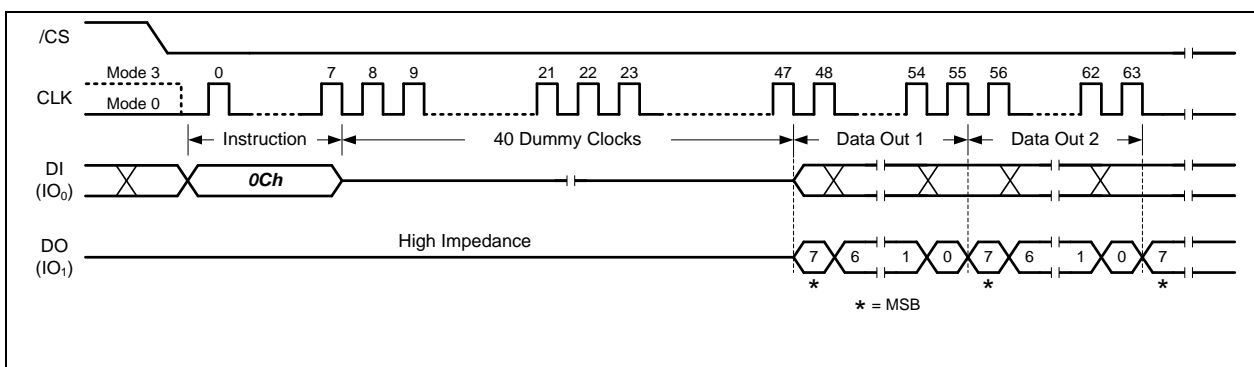 /CS
Mode 3
0 7 8 9 21 22 23 47 48 54 55 56 62 63
CLK
Mode 0
Instruction 40 Dummy Clocks Data Out 1 Data Out 2
DI
(IO₀)
0Ch
DO
(IO₁)
High Impedance
7 6 1 0 7 6 1 0 7
* * *
* = MSB